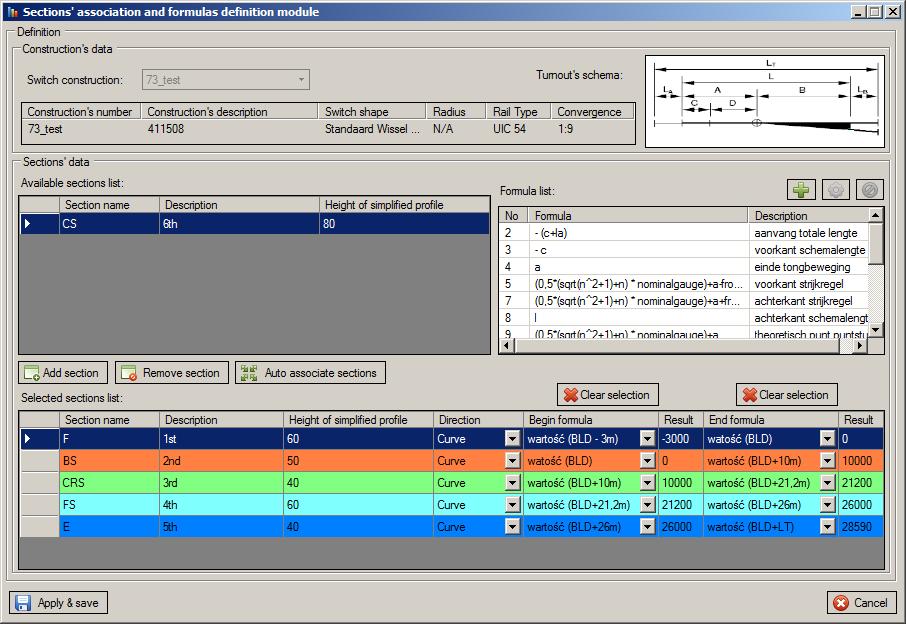 Sections' association and formulas definition module
Definition
Construction's data
Switch construction: 73_test
Turnout's schema:
LT
L
LA A B LB
C D
Construction's number Construction's description Switch shape Radius Rail Type Convergence
73_test 411508 Standaard Wissel ... N/A UIC 54 1:9
Sections' data
Available sections list:
Section name Description Height of simplified profile
CS 6th 80
Formula list:
No Formula Description
2 - (c+la) aanvang totale lengte
3 - c voorkant schemalengte
4 a einde tongbeweging
5 (0,5*(sqrt(n^2+1)+n) * nominalgauge)+a-fro... voorkant strijkregel
7 (0,5*(sqrt(n^2+1)+n) * nominalgauge)+a-fr... achterkant strijkregel
8 l achterkant schemalengt
9 (0,5*(sqrt(n^2+1)+n) * nominalgauge)+a theoretisch punt puntstu
Add section Remove section Auto associate sections
Selected sections list:
Clear selection Clear selection
Section name Description Height of simplified profile Direction Begin formula Result End formula Result
F 1st 60 Curve wartość (BLD - 3m) -3000 watość (BLD) 0
BS 2nd 50 Curve watość (BLD) 0 wartość (BLD+10m) 10000
CRS 3rd 40 Curve wartość (BLD+10m) 10000 wartość (BLD+21,2m) 21200
FS 4th 60 Curve wartość (BLD+21,2m) 21200 wartość (BLD+26m) 26000
E 5th 40 Curve wartość (BLD+26m) 26000 wartość (BLD+LT) 28590
Apply & save Cancel